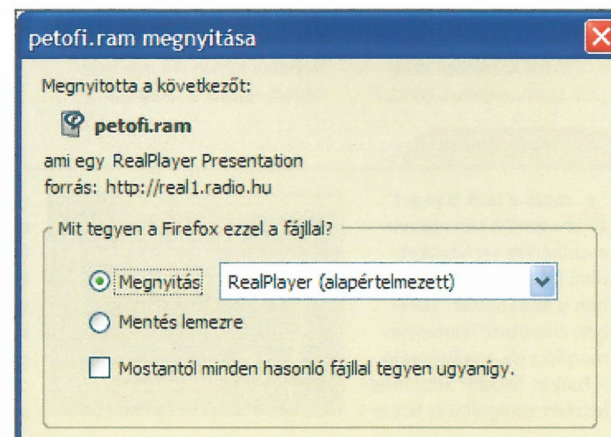 petofi.ram megnyitása
Megnyitotta a következőt:
petofi.ram
ami egy RealPlayer Presentation
forrás: http://real1.radio.hu
Mit tegyen a Firefox ezzel a fájllal?
Megnyitás RealPlayer (alapértelmezett)
Mentés lemezre
Mostantól minden hasonló fájllal tegyen ugyanígy.